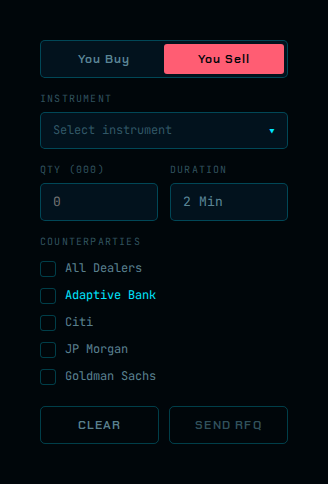 You Buy You Sell
INSTRUMENT
Select instrument
QTY (000) DURATION
0 2 Min
COUNTERPARTIES
All Dealers
Adaptive Bank
Citi
JP Morgan
Goldman Sachs
CLEAR SEND RFQ